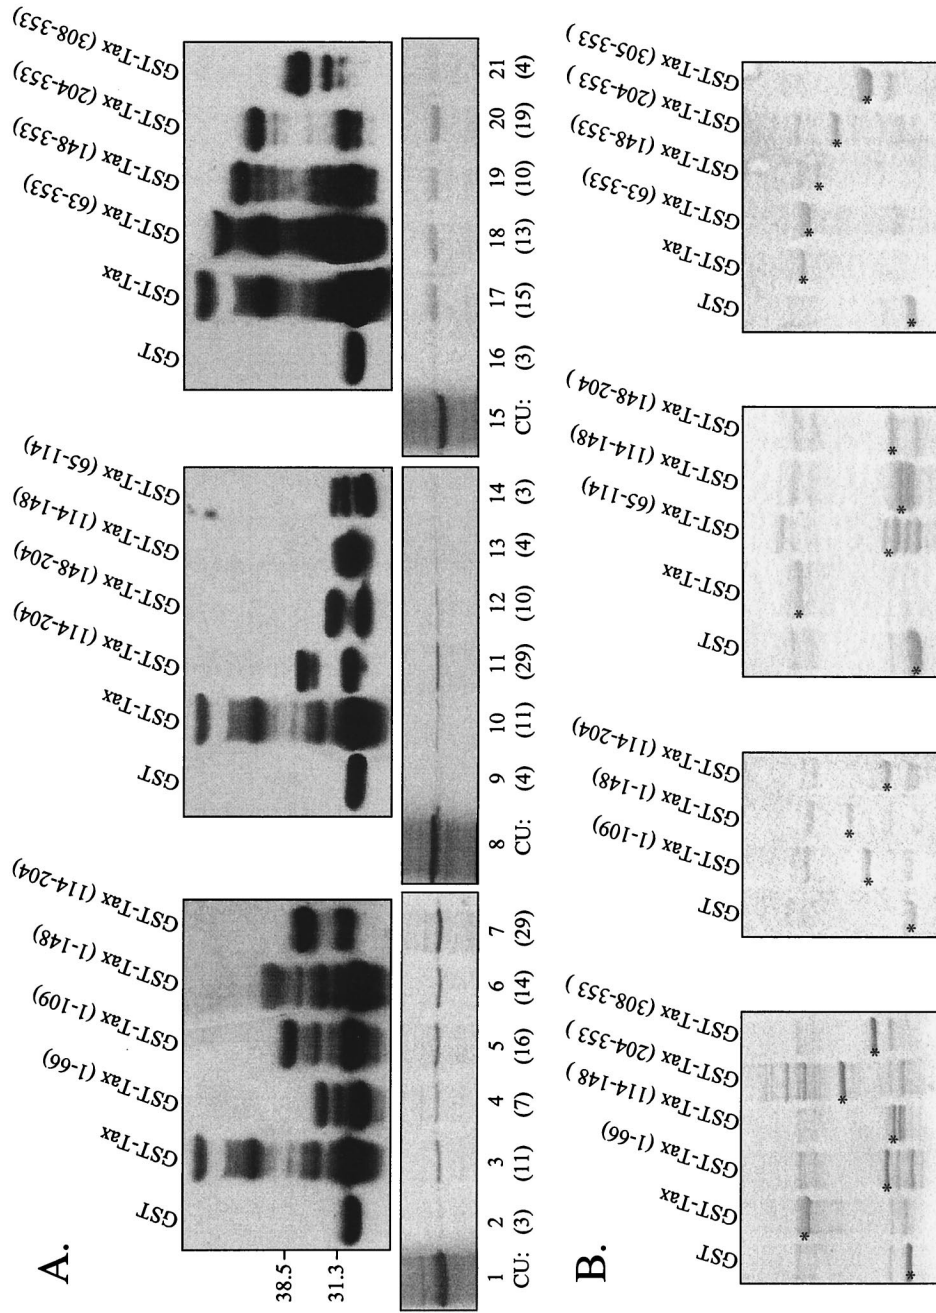 A.
GST
GST-Tax
GST-Tax (1-66)
GST-Tax (1-109)
GST-Tax (1-148)
GST-Tax (114-204)
GST
GST-Tax
GST-Tax (114-204)
GST-Tax (148-204)
GST-Tax (114-148)
GST-Tax (65-114)
GST
GST-Tax
GST-Tax (63-353)
GST-Tax (148-353)
GST-Tax (204-353)
GST-Tax (308-353)
38.5
31.3
1 2 3 4 5 6 7 8 9 10 11 12 13 14 15 16 17 18 19 20 21
CU: (3) (11) (7) (16) (14) (29) CU: (4) (11) (29) (10) (4) (3) CU: (3) (15) (13) (10) (19) (4)
B.
GST
GST-Tax
GST-Tax (1-66)
GST-Tax (114-148 )
GST-Tax (204-353 )
GST-Tax (308-353 )
GST
GST-Tax (1-109)
GST-Tax (1-148)
GST-Tax (114-204)
GST
GST-Tax
GST-Tax (65-114)
GST-Tax (114-148)
GST-Tax (148-204 )
GST
GST-Tax
GST-Tax (63-353)
GST-Tax (148-353)
GST-Tax (204-353 )
GST-Tax (305-353 )